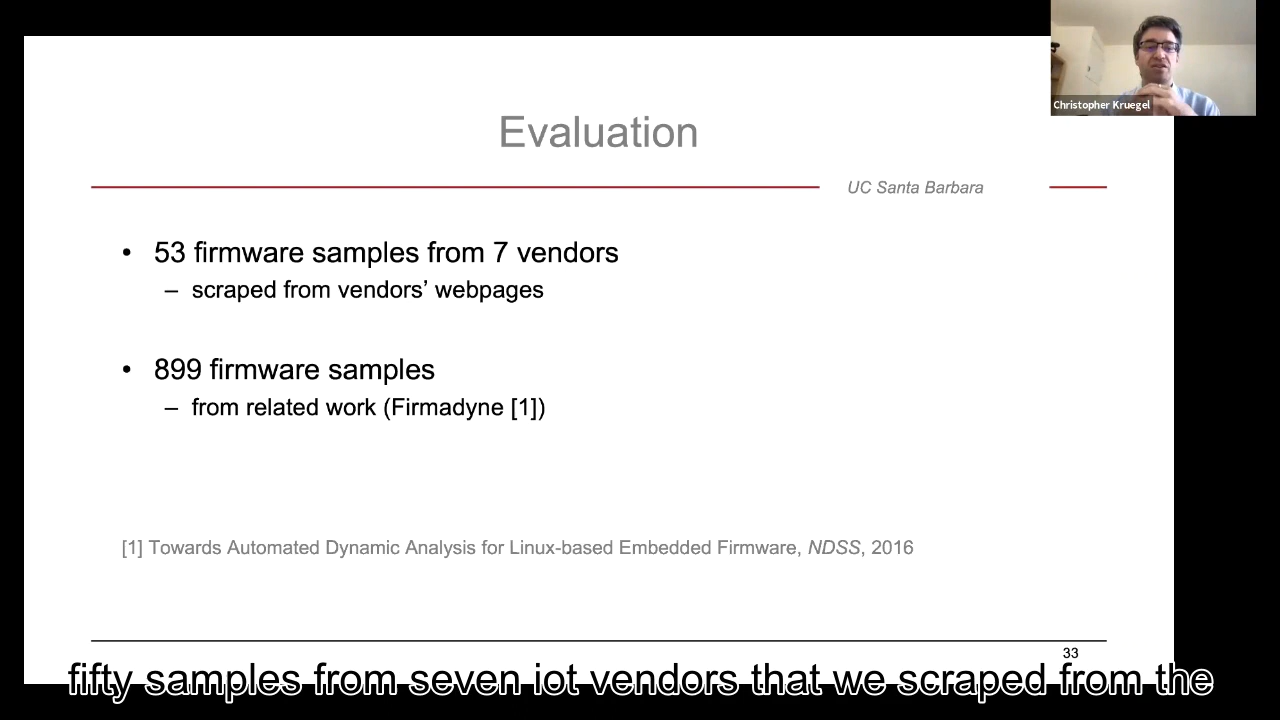 Christopher Kruegel
Evaluation
UC Santa Barbara
• 53 firmware samples from 7 vendors
– scraped from vendors’ webpages
• 899 firmware samples
– from related work (Firmadyne [1])
[1] Towards Automated Dynamic Analysis for Linux-based Embedded Firmware, NDSS, 2016
33
fifty samples from seven iot vendors that we scraped from the